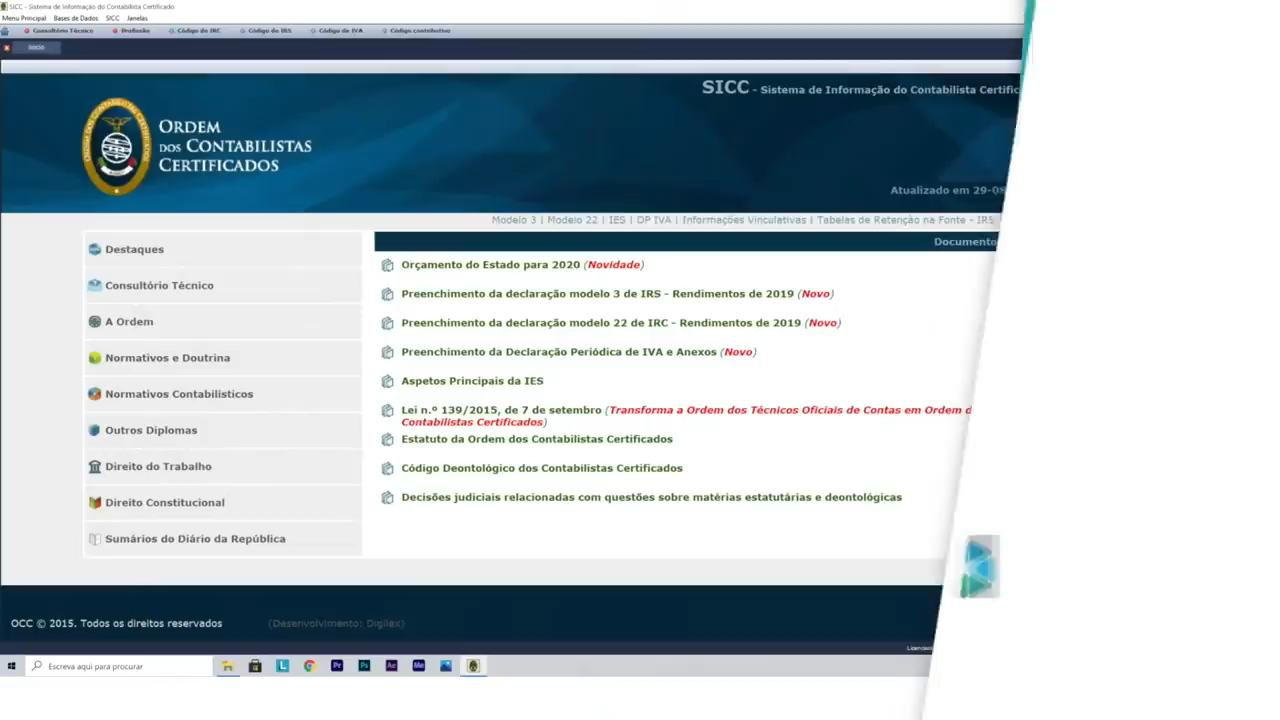 SICC - Sistema de Informação do Contabilista Certificado
Menu Principal Bases de Dados SICC Janelas
Consultório Técnico Profissão Código do IRC Código do IRS Código do IVA Código contributivo
Início
SICC - Sistema de Informação do Contabilista Certific
ORDEM
DOS CONTABILISTAS
CERTIFICADOS
Atualizado em 29-08
Modelo 3 | Modelo 22 | IES | DP IVA | Informações Vinculativas | Tabelas de Retenção na Fonte - IRS
Documento
Destaques
Consultório Técnico
A Ordem
Normativos e Doutrina
Normativos Contabilísticos
Outros Diplomas
Direito do Trabalho
Direito Constitucional
Sumários do Diário da República
Orçamento do Estado para 2020 (Novidade)
Preenchimento da declaração modelo 3 de IRS - Rendimentos de 2019 (Novo)
Preenchimento da declaração modelo 22 de IRC - Rendimentos de 2019 (Novo)
Preenchimento da Declaração Periódica de IVA e Anexos (Novo)
Aspetos Principais da IES
Lei n.º 139/2015, de 7 de setembro (Transforma a Ordem dos Técnicos Oficiais de Contas em Ordem d
Contabilistas Certificados)
Estatuto da Ordem dos Contabilistas Certificados
Código Deontológico dos Contabilistas Certificados
Decisões judiciais relacionadas com questões sobre matérias estatutárias e deontológicas
OCC © 2015. Todos os direitos reservados (Desenvolvimento: Digilex)
Escreva aqui para procurar
Pr Ps Ae Me